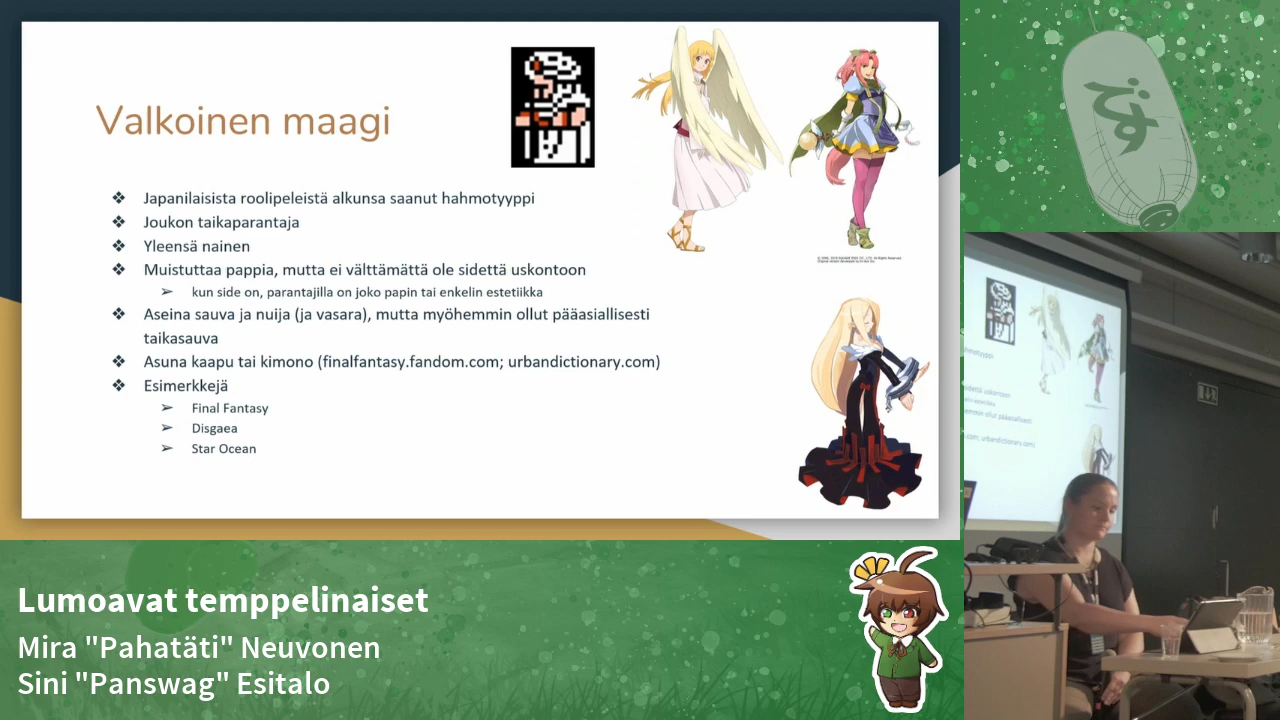 Valkoinen maagi
❖ Japanilaisista roolipeleistä alkunsa saanut hahmotyyppi
❖ Joukon taikaparantaja
❖ Yleensä nainen
❖ Muistuttaa pappia, mutta ei välttämättä ole sidettä uskontoon
➢ kun side on, parantajilla on joko papin tai enkelin estetiikka
❖ Aseina sauva ja nuija (ja vasara), mutta myöhemmin ollut pääasiallisesti
taikasauva
❖ Asuna kaapu tai kimono (finalfantasy.fandom.com; urbandictionary.com)
❖ Esimerkkejä
➢ Final Fantasy
➢ Disgaea
➢ Star Ocean
Lumoavat temppelinaiset
Mira "Pahatäti" Neuvonen
Sini "Panswag" Esitalo